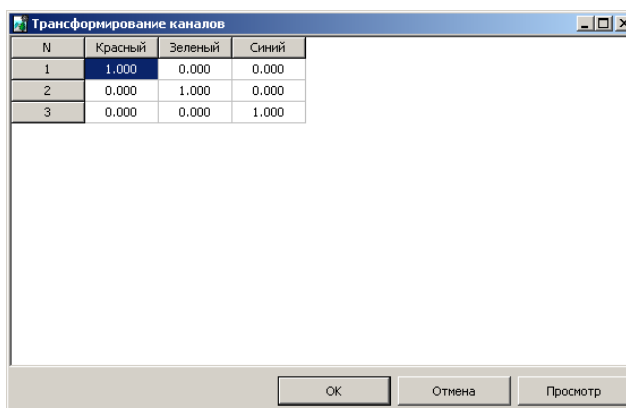 Трансформирование каналов
N Красный Зеленый Синий
1 1.000 0.000 0.000
2 0.000 1.000 0.000
3 0.000 0.000 1.000
OK Отмена Просмотр